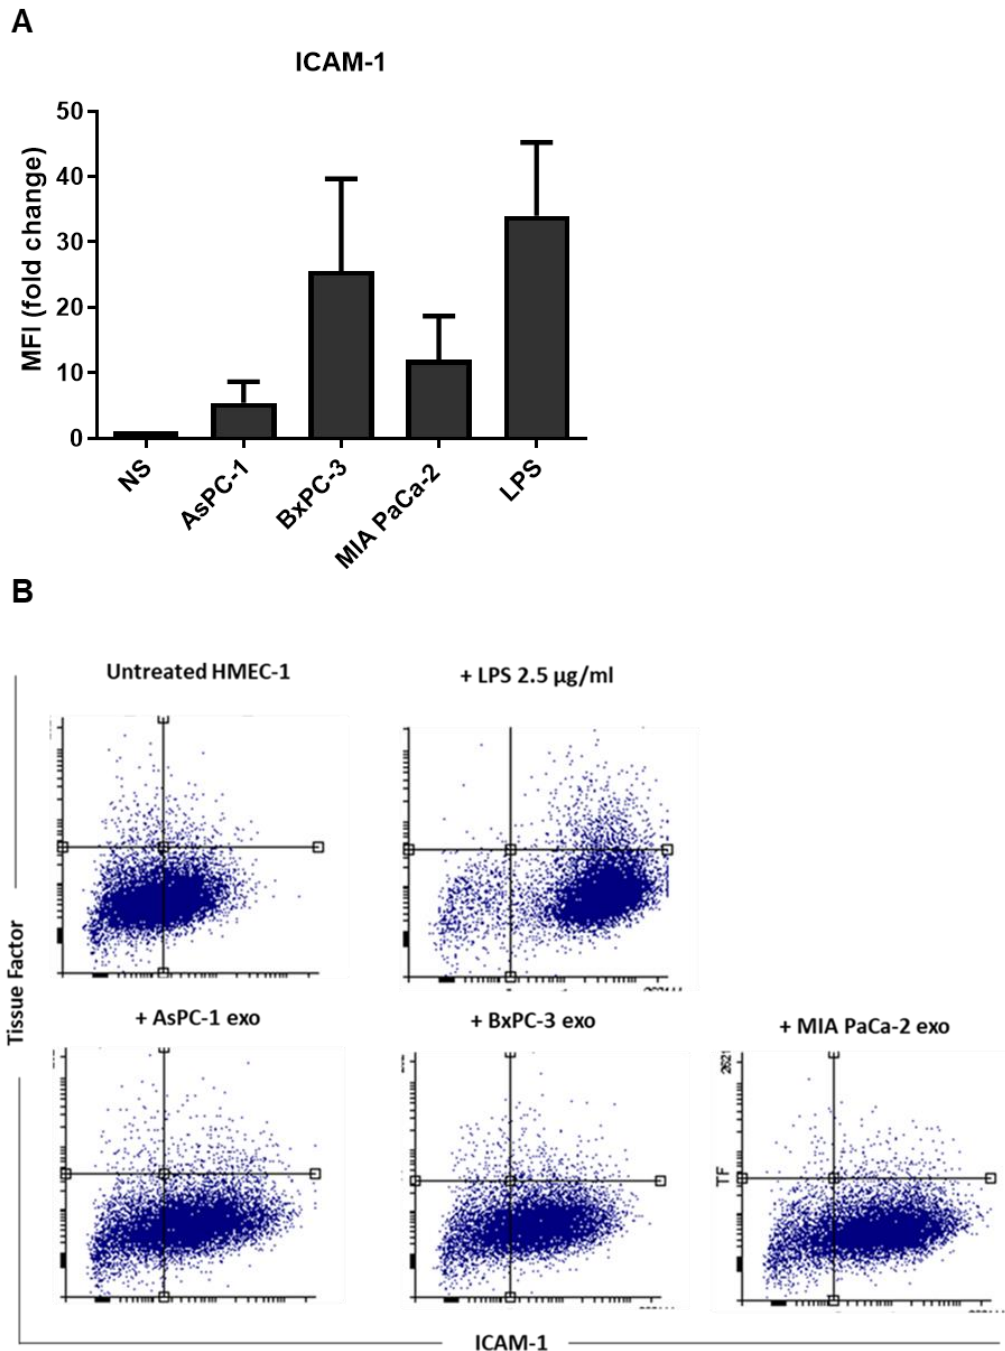 A
ICAM-1
MFI (fold change)
50
40
30
20
10
0
NS
AsPC-1
BxPC-3
MIA PaCa-2
LPS
B
Untreated HMEC-1
+ LPS 2.5 µg/ml
Tissue Factor
+ AsPC-1 exo
+ BxPC-3 exo
+ MIA PaCa-2 exo
2621
TF
ICAM-1